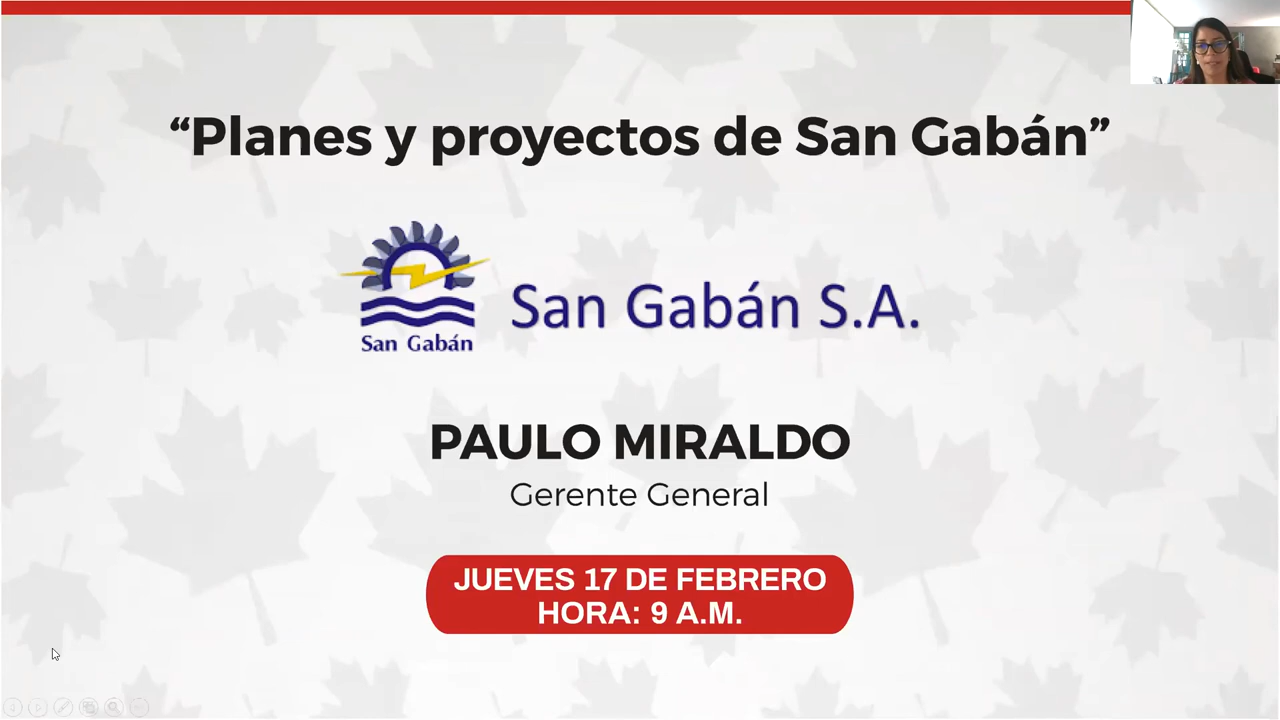 “Planes y proyectos de San Gabán”
San Gabán S.A.
San Gabán
PAULO MIRALDO
Gerente General
JUEVES 17 DE FEBRERO
HORA: 9 A.M.